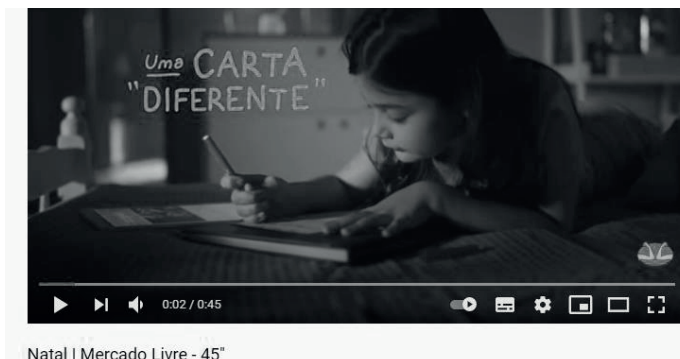 Uma CARTA
"DIFERENTE"
0:02 / 0:45
Natal | Mercado Livre - 45"